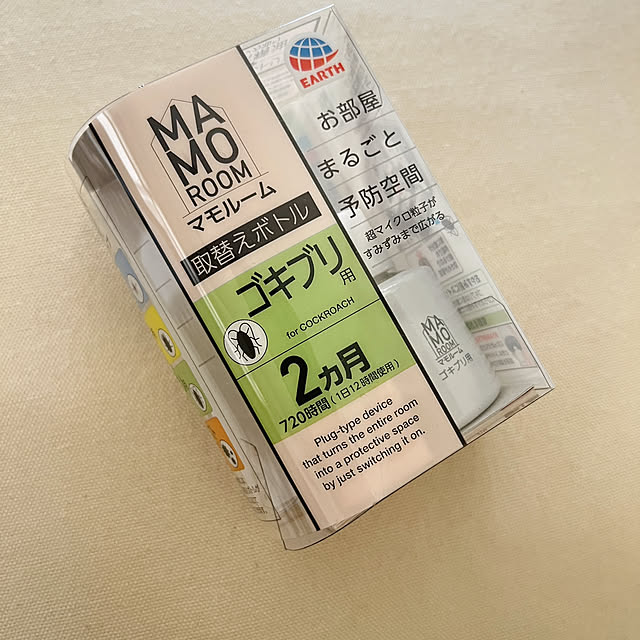 EARTH
MA
MO
ROOM
マモルーム
取替えボトル
ゴキブリ用
for COCKROACH
2ヵ月
720時間(1日12時間使用)
Plug-type device
that turns the entire room
into a protective space
by just switching it on.
お部屋
まるごと
予防空間
超マイクロ粒子が
すみずみまで広がる
MA
MO
ROOM
マモルーム
ゴキブリ用